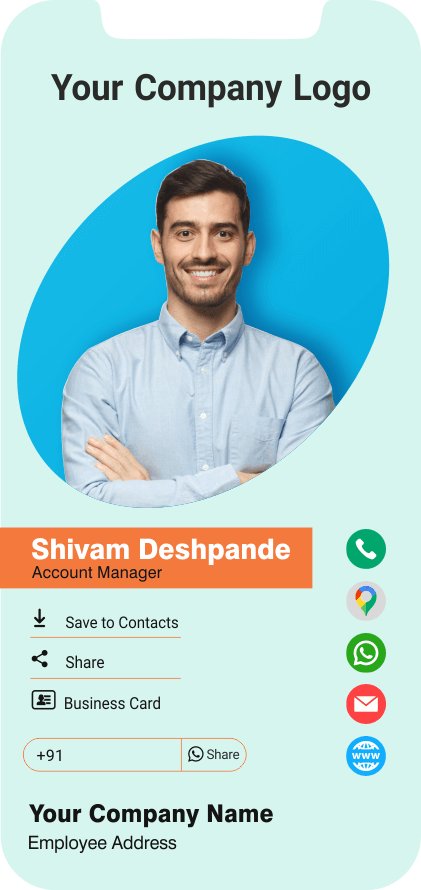 Your Company Logo
Shivam Deshpande
Account Manager
Save to Contacts
Share
Business Card
+91 Share
www
Your Company Name
Employee Address